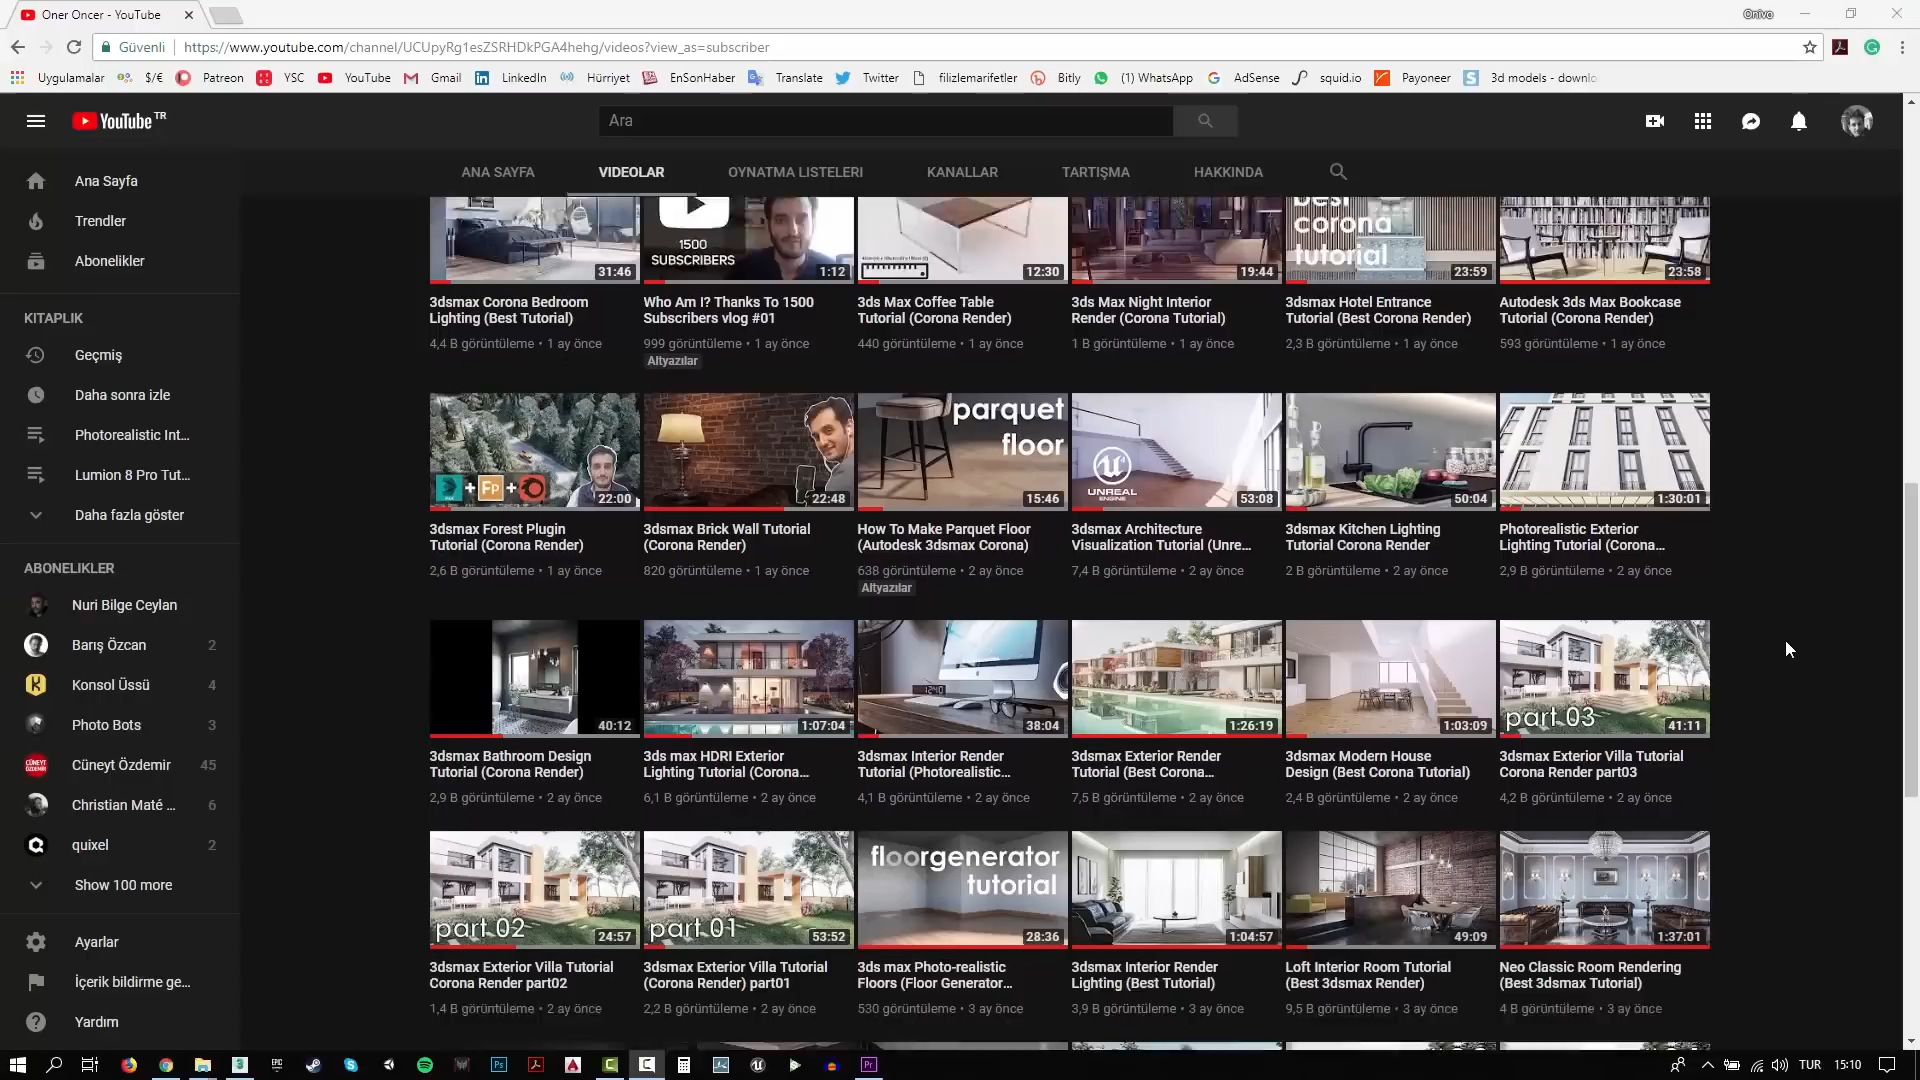 Oner Oncer - YouTube
Onivo
Güvenli
https://www.youtube.com/channel/UCUpyRg1esZSRHDkPGA4hehg/videos?view_as=subscriber
Uygulamalar $/€ Patreon YSC YouTube Gmail LinkedIn Hürriyet EnSonHaber Translate Twitter filizlemarifetler Bitly (1) WhatsApp AdSense squid.io Payoneer 3d models - downlo
YouTube TR
Ara
ANA SAYFA VIDEOLAR OYNATMA LISTELERI KANALLAR TARTIŞMA HAKKINDA
Ana Sayfa
Trendler
Abonelikler
KITAPLIK
Geçmiş
Daha sonra izle
Photorealistic Int...
Lumion 8 Pro Tut...
Daha fazla göster
ABONELIKLER
Nuri Bilge Ceylan
Barış Özcan 2
Konsol Üssü 4
Photo Bots 3
CÜNEYT
ÖZDEMİR
Cüneyt Özdemir 45
Christian Maté ... 6
quixel 2
Show 100 more
Ayarlar
İçerik bildirme ge...
Yardım
31:46
3dsmax Corona Bedroom
Lighting (Best Tutorial)
4,4 B görüntüleme • 1 ay önce
1500
SUBSCRIBERS
1:12
Who Am I? Thanks To 1500
Subscribers vlog #01
999 görüntüleme • 1 ay önce
Altyazılar
12:30
3ds Max Coffee Table
Tutorial (Corona Render)
440 görüntüleme • 1 ay önce
19:44
3ds Max Night Interior
Render (Corona Tutorial)
1 B görüntüleme • 1 ay önce
best
corona
tutorial
23:59
3dsmax Hotel Entrance
Tutorial (Best Corona Render)
2,3 B görüntüleme • 1 ay önce
23:58
Autodesk 3ds Max Bookcase
Tutorial (Corona Render)
593 görüntüleme • 1 ay önce
+ Fp +
22:00
3dsmax Forest Plugin
Tutorial (Corona Render)
2,6 B görüntüleme • 1 ay önce
22:48
3dsmax Brick Wall Tutorial
(Corona Render)
820 görüntüleme • 1 ay önce
parquet
floor
15:46
How To Make Parquet Floor
(Autodesk 3dsmax Corona)
638 görüntüleme • 2 ay önce
Altyazılar
UNREAL
ENGINE
53:08
3dsmax Architecture
Visualization Tutorial (Unre...
7,4 B görüntüleme • 2 ay önce
50:04
3dsmax Kitchen Lighting
Tutorial Corona Render
2 B görüntüleme • 2 ay önce
1:30:01
Photorealistic Exterior
Lighting Tutorial (Corona...
2,9 B görüntüleme • 2 ay önce
40:12
3dsmax Bathroom Design
Tutorial (Corona Render)
2,9 B görüntüleme • 2 ay önce
1:07:04
3ds max HDRI Exterior
Lighting Tutorial (Corona...
6,1 B görüntüleme • 2 ay önce
12:40
38:04
3dsmax Interior Render
Tutorial (Photorealistic...
4,1 B görüntüleme • 2 ay önce
1:26:19
3dsmax Exterior Render
Tutorial (Best Corona...
7,5 B görüntüleme • 2 ay önce
1:03:09
3dsmax Modern House
Design (Best Corona Tutorial)
2,4 B görüntüleme • 2 ay önce
part 03
41:11
3dsmax Exterior Villa Tutorial
Corona Render part03
4,2 B görüntüleme • 2 ay önce
part 02
24:57
3dsmax Exterior Villa Tutorial
Corona Render part02
1,4 B görüntüleme • 2 ay önce
part 01
53:52
3dsmax Exterior Villa Tutorial
(Corona Render) part01
2,2 B görüntüleme • 2 ay önce
floorgenerator
tutorial
28:36
3ds max Photo-realistic
Floors (Floor Generator...
530 görüntüleme • 3 ay önce
1:04:57
3dsmax Interior Render
Lighting (Best Tutorial)
3,9 B görüntüleme • 3 ay önce
49:09
Loft Interior Room Tutorial
(Best 3dsmax Render)
9,5 B görüntüleme • 3 ay önce
1:37:01
Neo Classic Room Rendering
(Best 3dsmax Tutorial)
4 B görüntüleme • 3 ay önce
EPIC
Ps
Pr
TUR 15:10